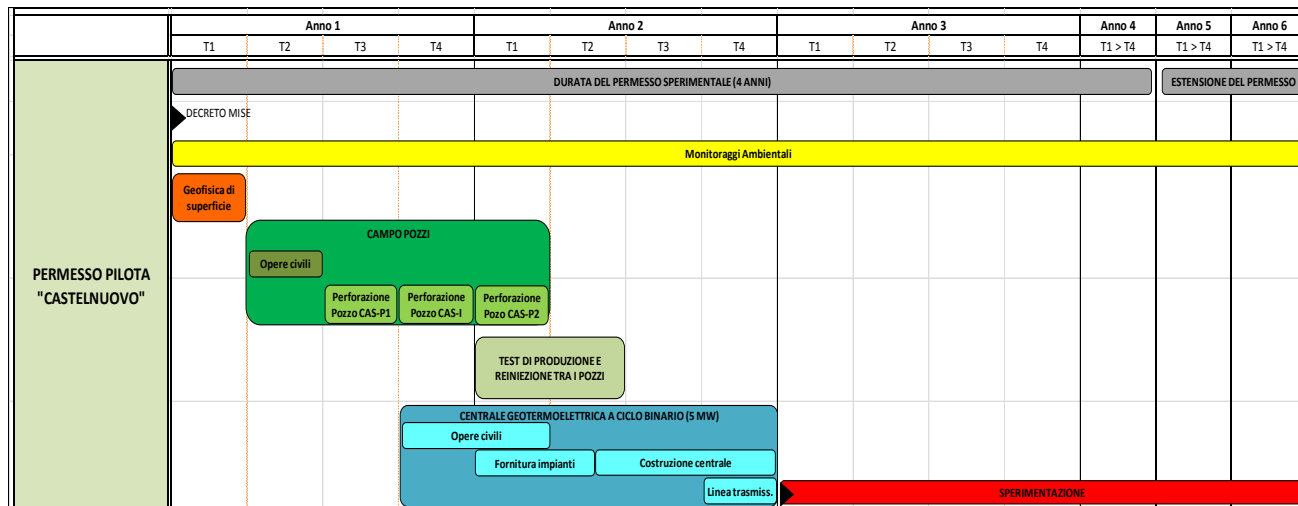 Anno 1 Anno 2 Anno 3 Anno 4 Anno 5 Anno 6
T1 T2 T3 T4 T1 T2 T3 T4 T1 T2 T3 T4 T1 > T4 T1 > T4 T1 > T4
DURATA DEL PERMESSO SPERIMENTALE (4 ANNI) ESTENSIONE DEL PERMESSO
DECRETO MISE
Monitoraggi Ambientali
Geofisica di
superficie
CAMPO POZZI
Opere civili
PERMESSO PILOTA
"CASTELNUOVO"
Perforazione Perforazione Perforazione
Pozzo CAS-P1 Pozzo CAS-I Pozo CAS-P2
TEST DI PRODUZIONE E
REINIEZIONE TRA I POZZI
CENTRALE GEOTERMOELETTRICA A CICLO BINARIO (5 MW)
Opere civili
Fornitura impianti Costruzione centrale
Linea trasmiss. SPERIMENTAZIONE